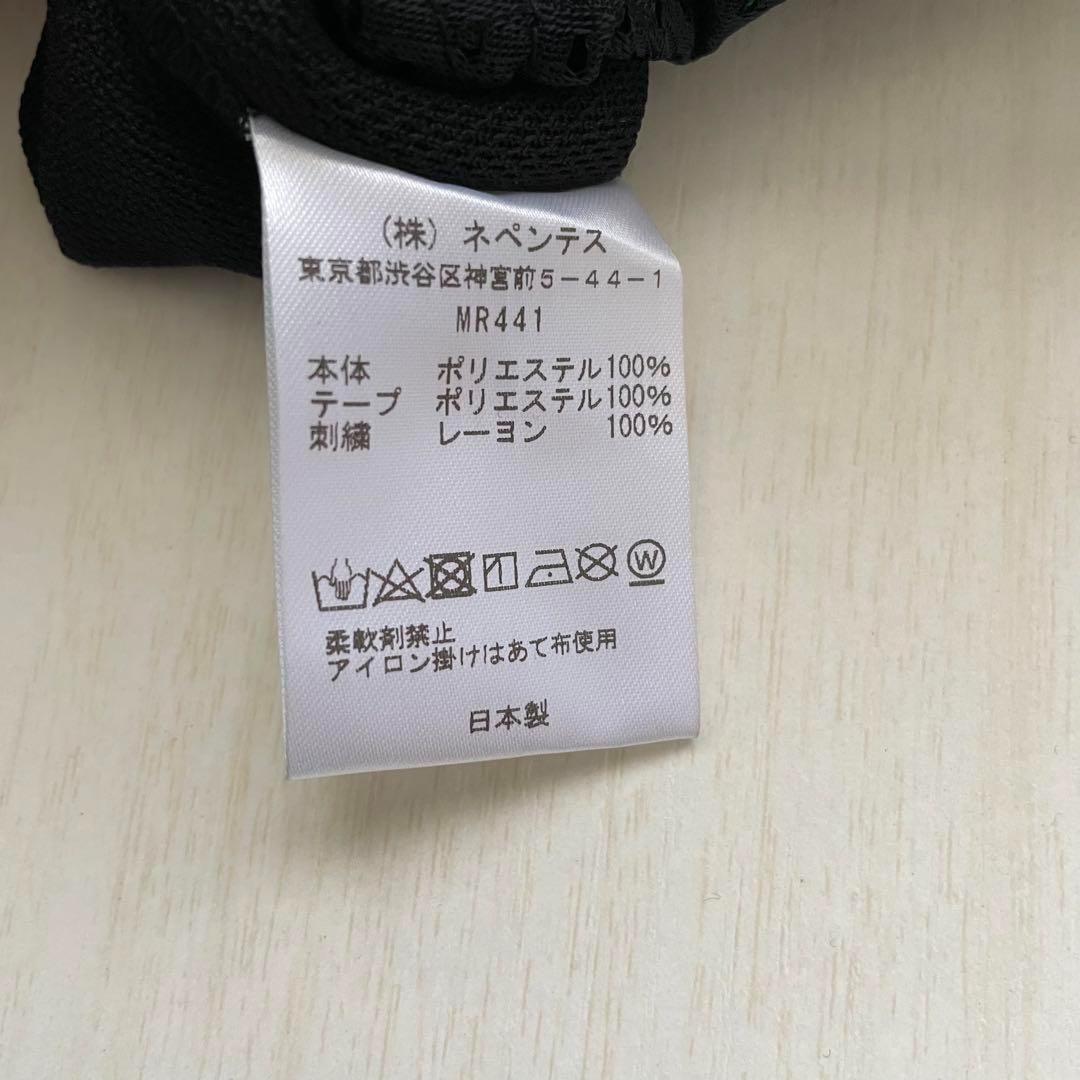 (株) ネペンテス
東京都渋谷区神宮前5-44-1
MR441
本体 ポリエステル100%
テープ ポリエステル100%
刺繍 レーヨン 100%
W
柔軟剤禁止
アイロン掛けはあて布使用
日本製